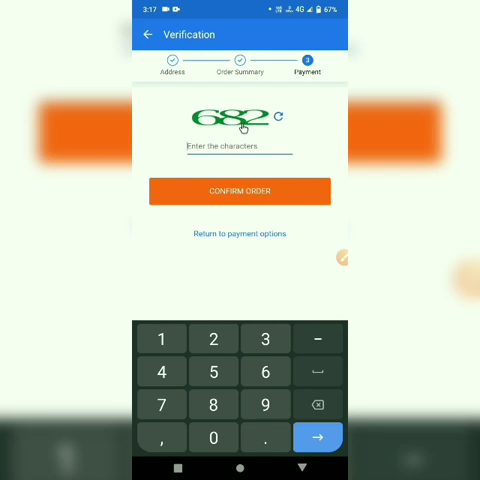 3:17 4G 67%
Verification
3
Address Order Summary Payment
682
Enter the characters
CONFIRM ORDER
Return to payment options
1 2 3 -
4 5 6
7 8 9
, 0 .